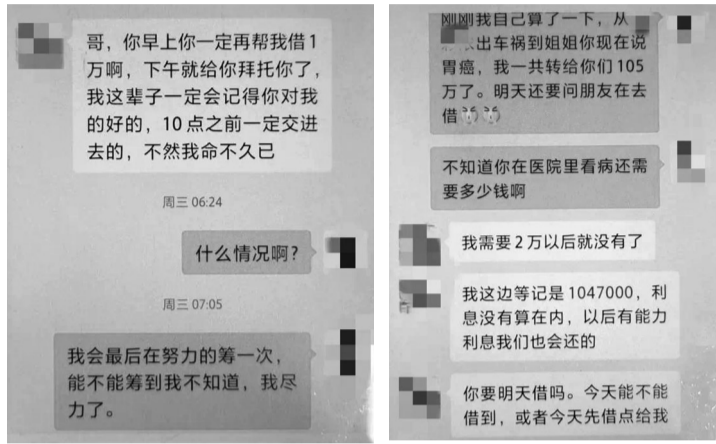 哥，你早上你一定再帮我借1
万啊，下午就给你拜托你了，
我这辈子一定会记得你对我
的好的，10点之前一定交进
去的，不然我命不久已
周三 06:24
什么情况啊？
周三 07:05
我会最后在努力的筹一次，
能不能筹到我不知道，我尽
力了。
刚刚我自己算了一下，从
出车祸到姐姐你现在说
胃癌，我一共转给你们105
万了。明天还要问朋友在去
借
不知道你在医院里看病还需
要多少钱啊
我需要2万以后就没有了
我这边等记是1047000，利
息没有算在内，以后有能力
利息我们也会还的
你要明天借吗。今天能不能
借到，或者今天先借点给我